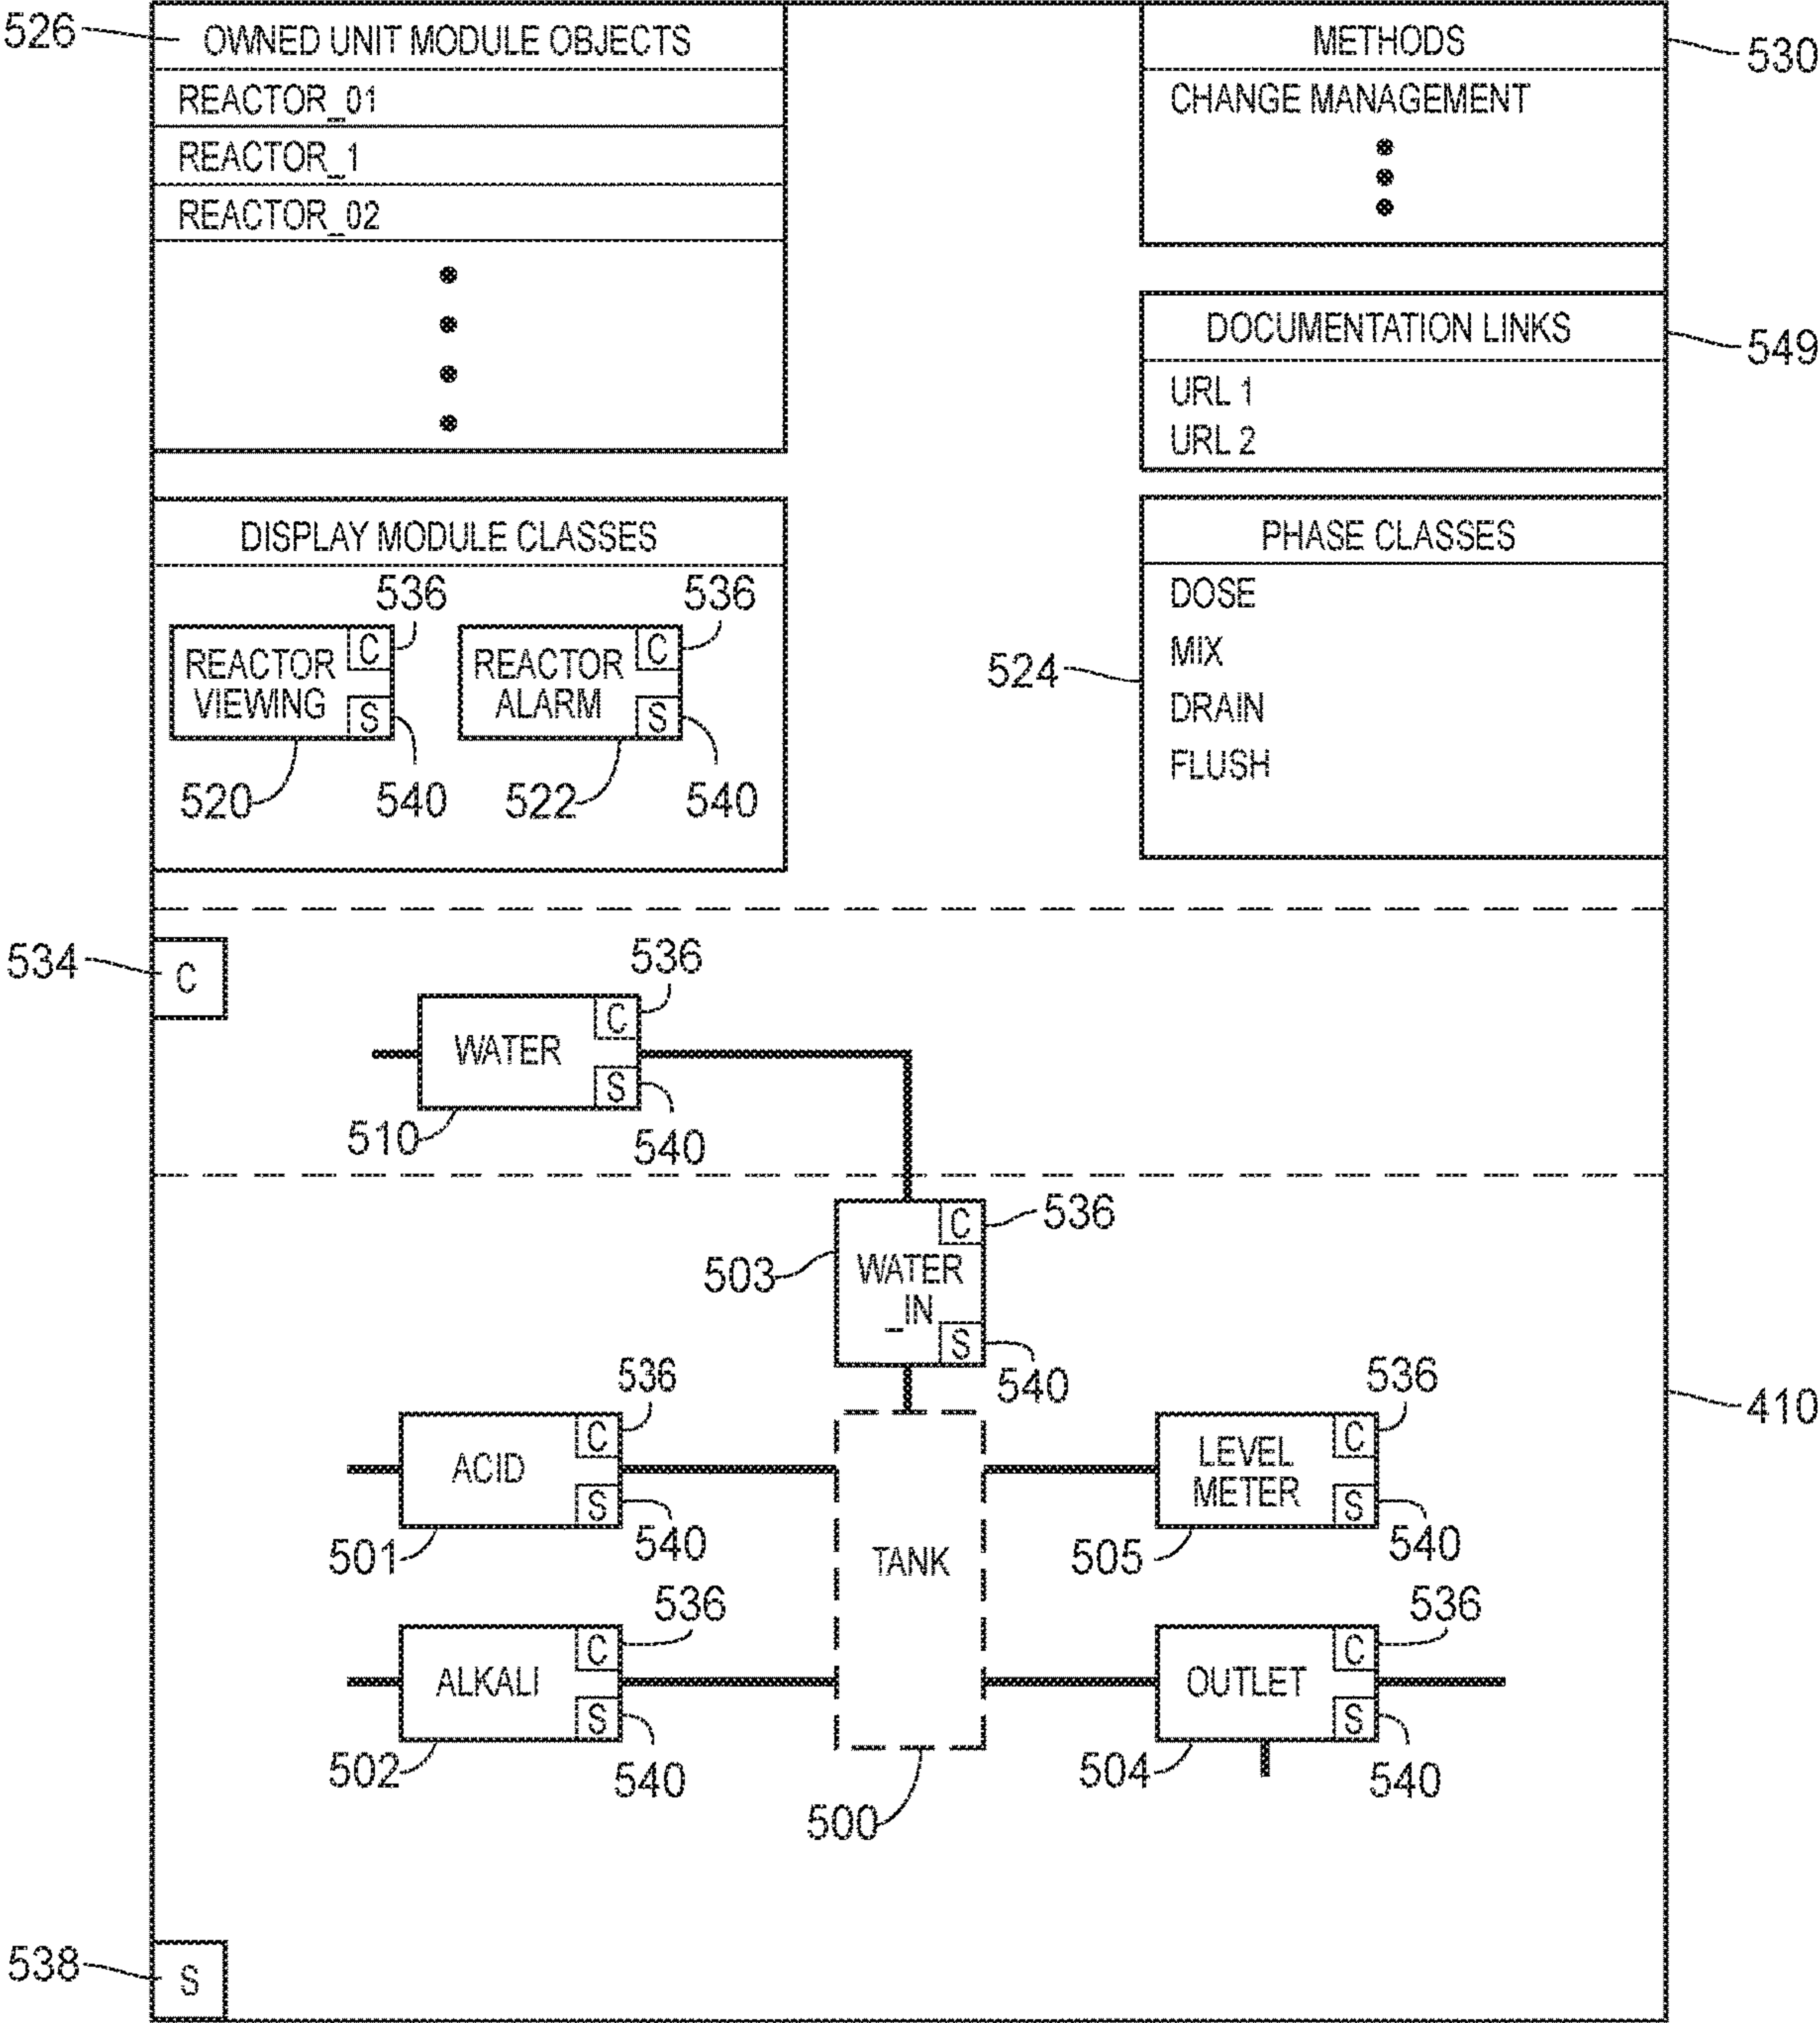 526
OWNED UNIT MODULE OBJECTS
REACTOR_01
REACTOR_1
REACTOR_02
METHODS
530
CHANGE MANAGEMENT
DOCUMENTATION LINKS
549
URL 1
URL 2
DISPLAY MODULE CLASSES
536
536
REACTOR
VIEWING
C
S
REACTOR
ALARM
C
S
520
540
522
540
PHASE CLASSES
524
DOSE
MIX
DRAIN
FLUSH
534
C
536
WATER
C
S
510
540
503
WATER
_IN
C
S
536
540
536
ACID
C
S
501
540
536
LEVEL
METER
C
S
505
540
410
TANK
536
ALKALI
C
S
502
540
536
OUTLET
C
S
504
540
500
538
S